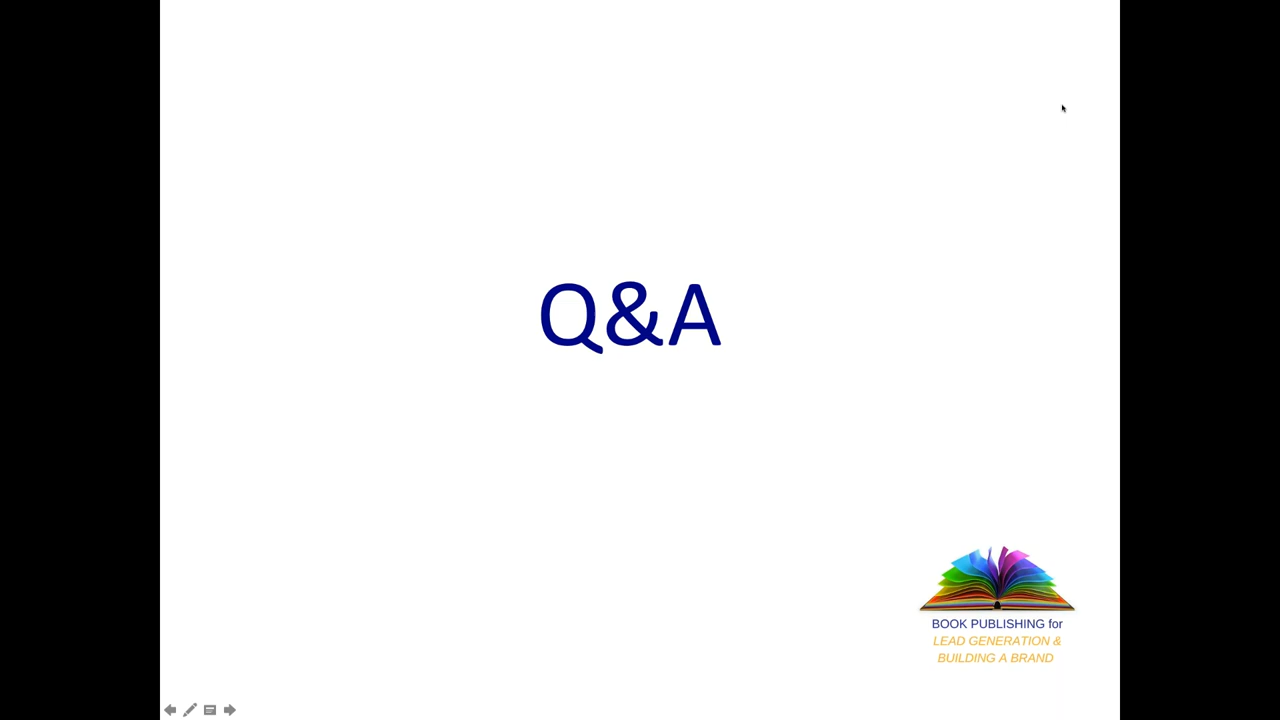 Q&A
BOOK PUBLISHING for
LEAD GENERATION &
BUILDING A BRAND